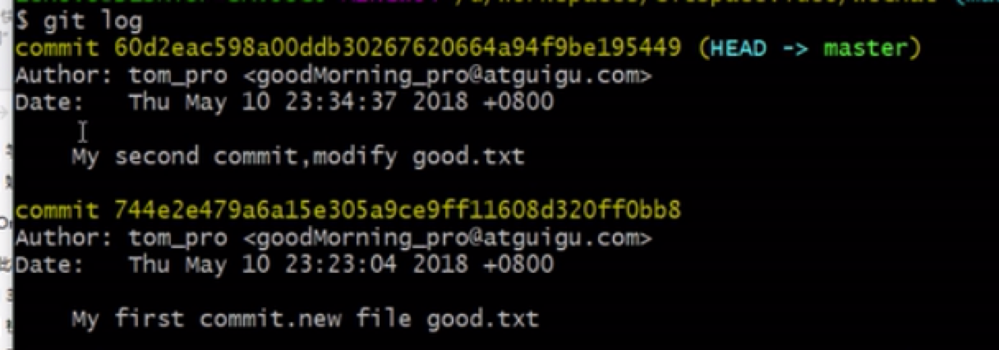 $ git log
commit 60d2eac598a00ddb30267620664a94f9be195449 (HEAD -> master)
Author: tom_pro <goodMorning_pro@atguigu.com>
Date:   Thu May 10 23:34:37 2018 +0800
My second commit,modify good.txt
commit 744e2e479a6a15e305a9ce9ff11608d320ff0bb8
Author: tom_pro <goodMorning_pro@atguigu.com>
Date:   Thu May 10 23:23:04 2018 +0800
My first commit.new file good.txt